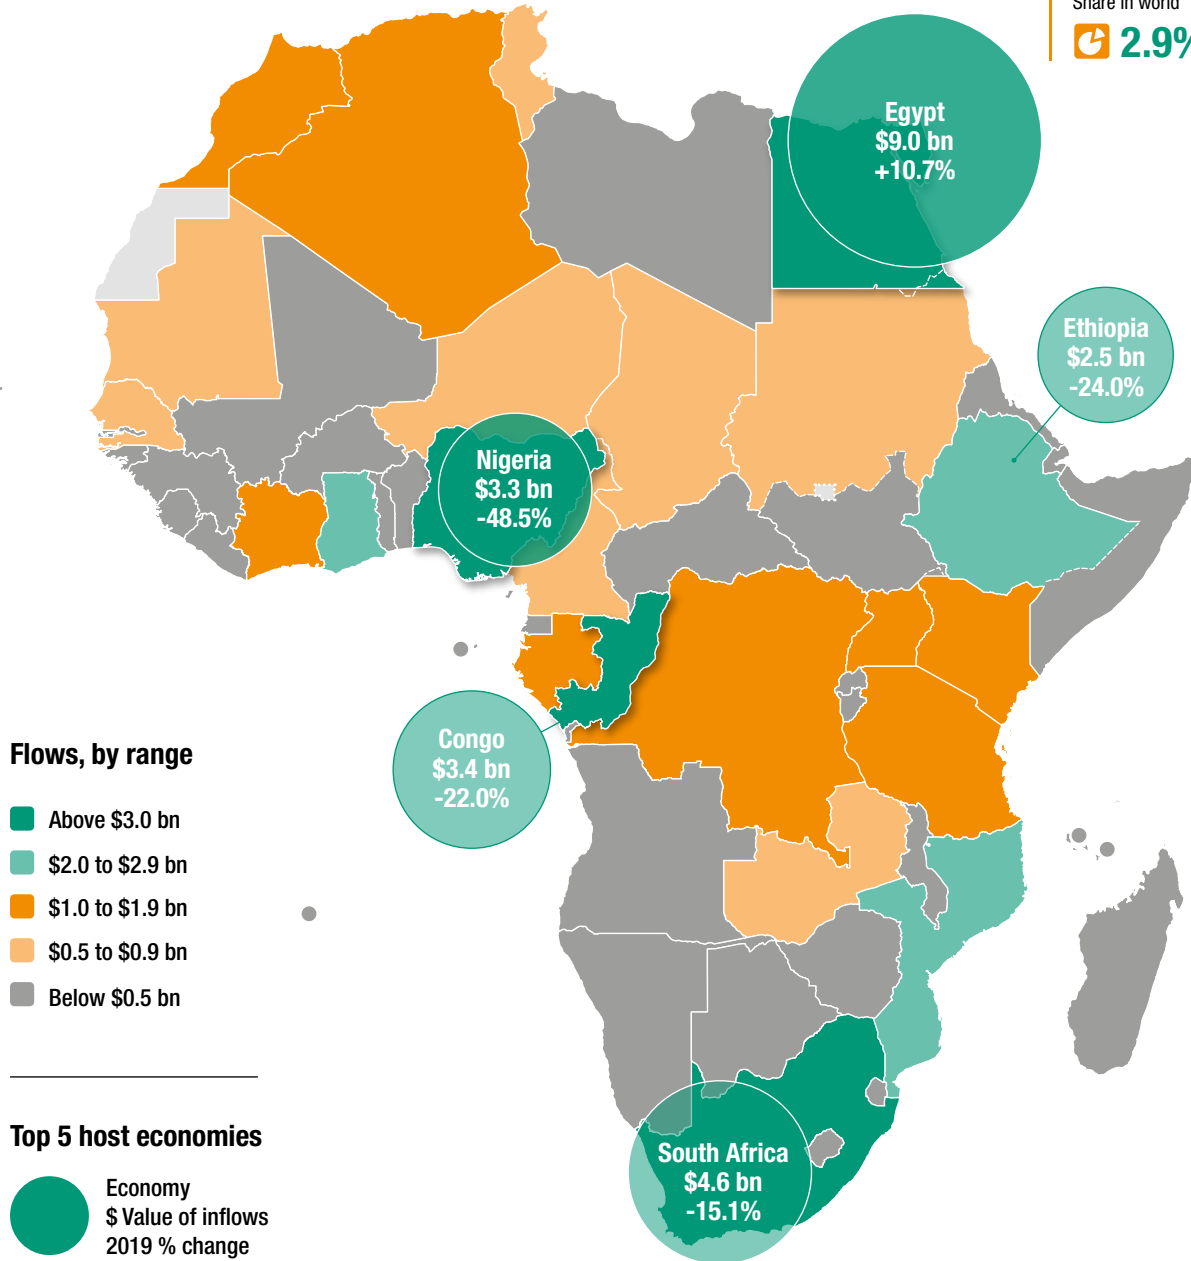 Share in world
2.9%
Egypt
$9.0 bn
+10.7%
Ethiopia
$2.5 bn
-24.0%
Nigeria
$3.3 bn
-48.5%
Congo
$3.4 bn
-22.0%
Flows, by range
Above $3.0 bn
$2.0 to $2.9 bn
$1.0 to $1.9 bn
$0.5 to $0.9 bn
Below $0.5 bn
Top 5 host economies
Economy
$ Value of inflows
2019 % change
South Africa
$4.6 bn
-15.1%